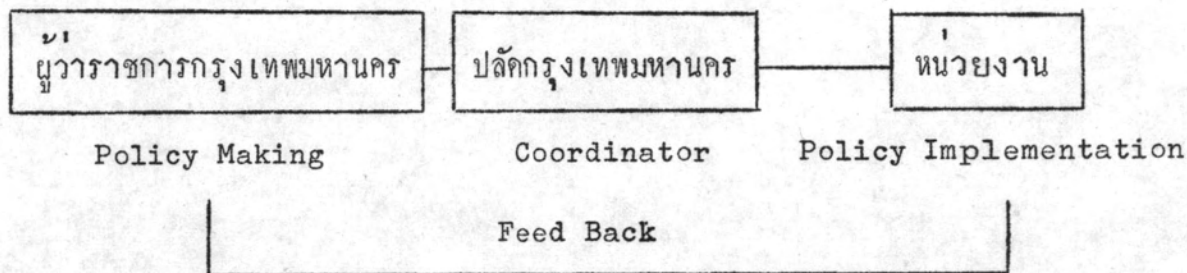 ผู้ว่าราชการกรุงเทพมหานคร ปลัดกรุงเทพมหานคร หน่วยงาน
Policy Making Coordinator Policy Implementation
Feed Back